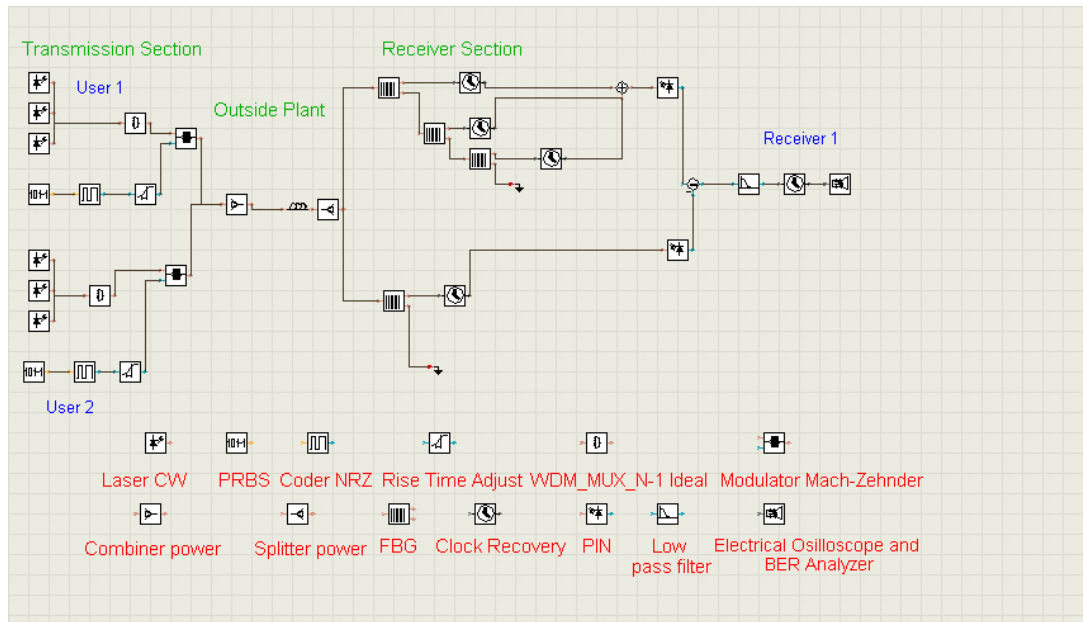 Transmission Section
Receiver Section
User 1
Outside Plant
Receiver 1
User 2
Laser CW
PRBS
Coder NRZ
Rise Time Adjust
WDM_MUX_N-1 Ideal
Modulator Mach-Zehnder
Combiner power
Splitter power
FBG
Clock Recovery
PIN
Low
pass filter
Electrical Osilloscope and
BER Analyzer